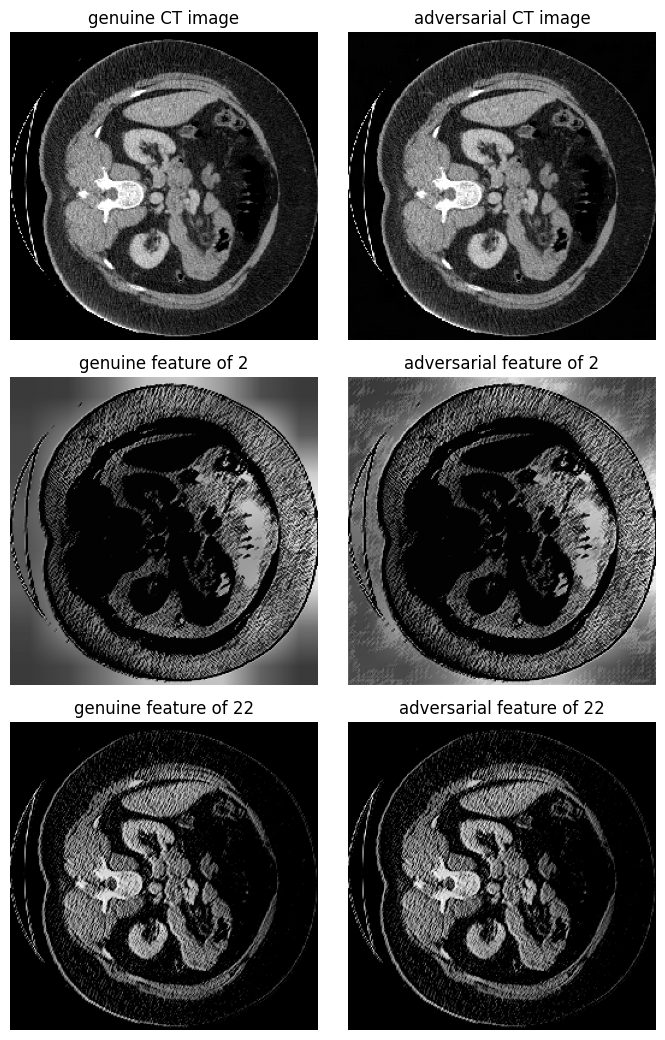 genuine CT image
adversarial CT image
genuine feature of 2
adversarial feature of 2
genuine feature of 22
adversarial feature of 22